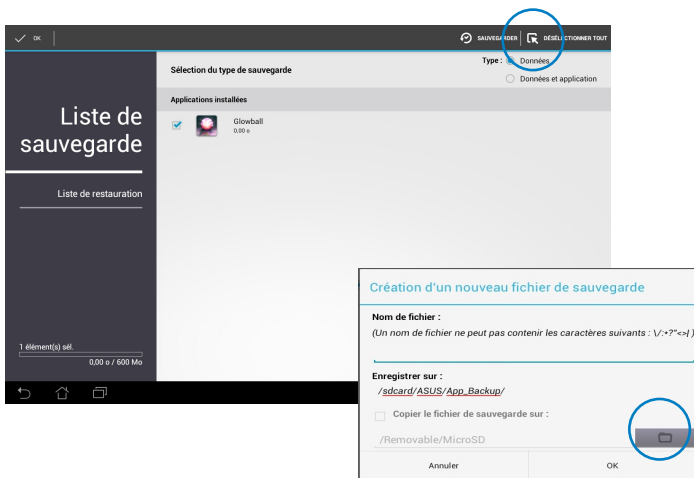 OK
SAUVEGARDER
DÉSÉLECTIONNER TOUT
Sélection du type de sauvegarde
Type :
Données
Données et application
Applications installées
Glowball
0,00 o
Liste de
sauvegarde
Liste de restauration
1 élément(s) sél.
0,00 o / 600 Mo
Création d'un nouveau fichier de sauvegarde
Nom de fichier :
(Un nom de fichier ne peut pas contenir les caractères suivants : \/:+?"<>| )
Enregistrer sur :
/sdcard/ASUS/App_Backup/
Copier le fichier de sauvegarde sur :
/Removable/MicroSD
Annuler
OK